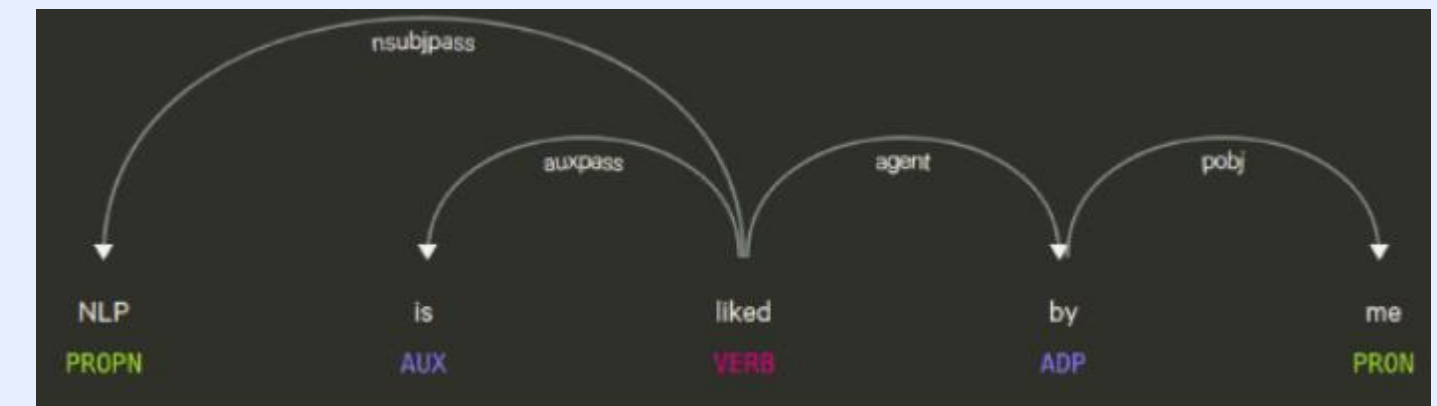 nsubjpass
auxpass agent pobj
NLP is liked by me
PROPN AUX VERB ADP PRON